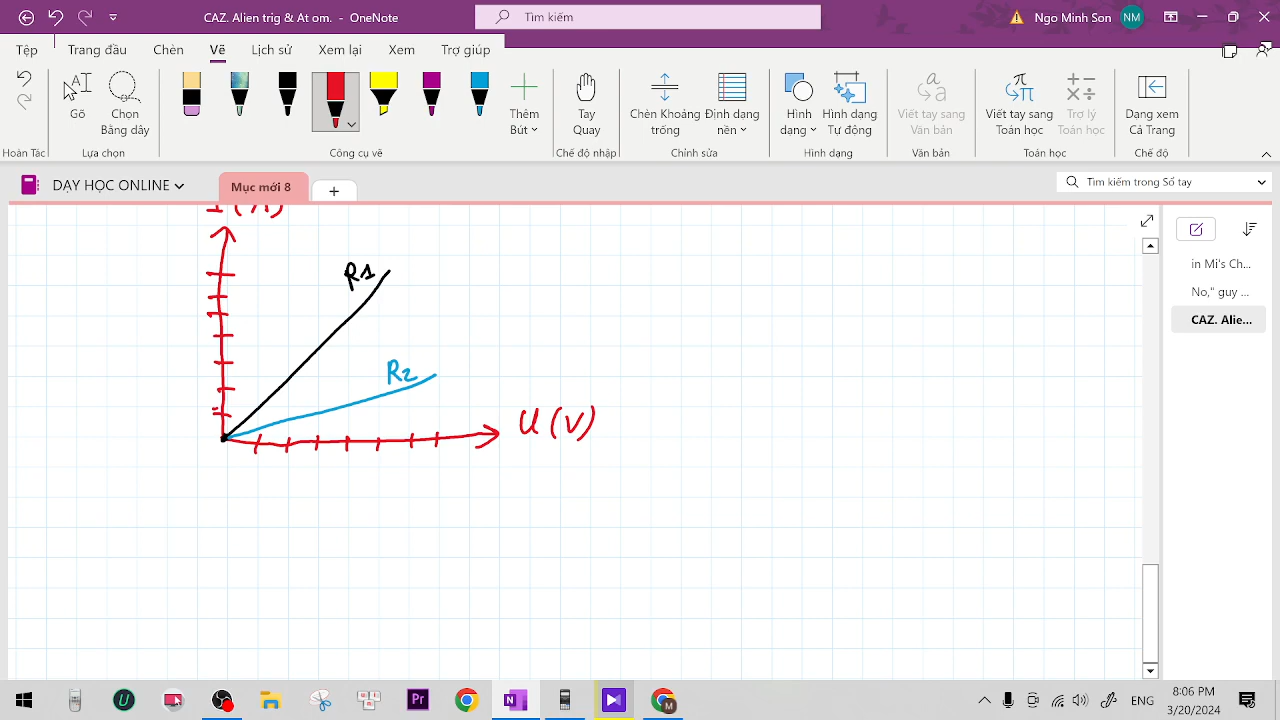 CAZ. Alien & Atom. - OneNote
Tìm kiếm
Ngo Minh Son
NM
Tệp
Trang đầu
Chèn
Vẽ
Lịch sử
Xem lại
Xem
Trợ giúp
Gõ
Chọn
Bằng dây
Thêm
Bút
Tay
Quay
Chèn Khoảng
trống
Định dạng
nền
Hình
dạng
Hình dạng
Tự động
Viết tay sang
Văn bản
Viết tay sang
Toán học
Trợ lý
Toán học
Dạng xem
Cả Trang
Hoàn Tác
Lựa chọn
Công cụ vẽ
Chế độ nhập
Chỉnh sửa
Hình dạng
Văn bản
Toán học
Chế độ
DẠY HỌC ONLINE
Mục mới 8
+
Tìm kiếm trong Sổ tay
I (A)
R1
R2
U (V)
in Mi's Ch...
No," guy ...
CAZ. Alie...
Pr
M
ENG
8:06 PM
3/20/2024